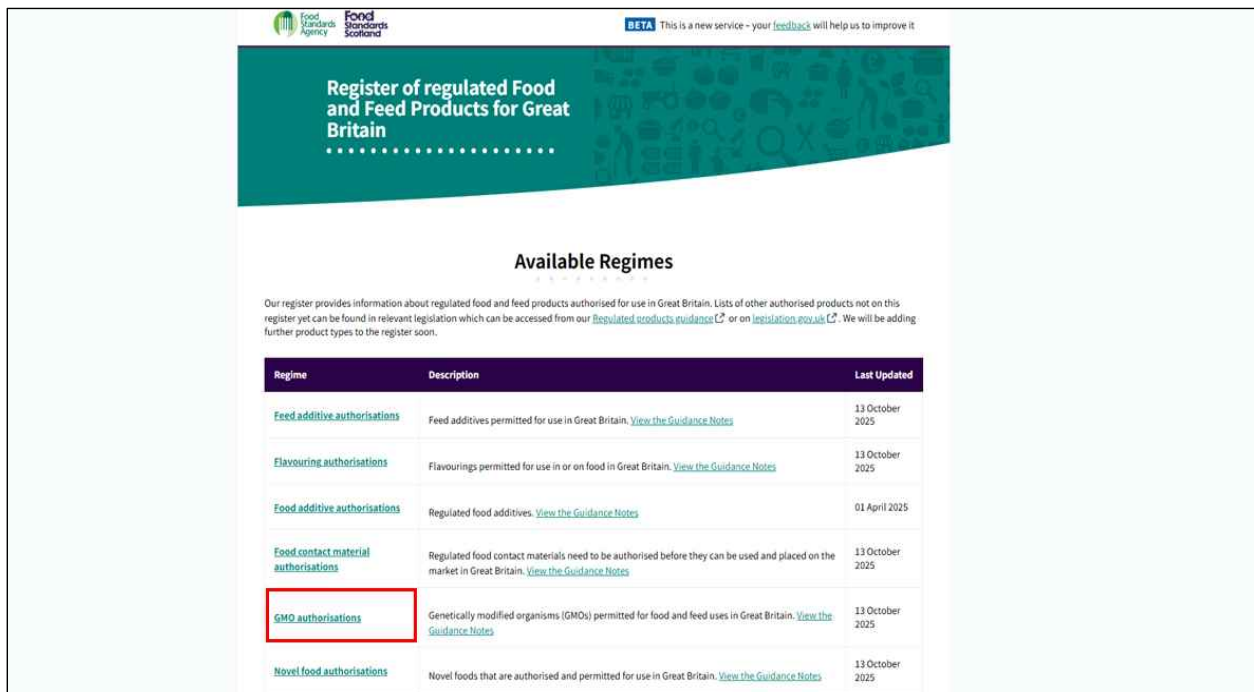 Food
Standards
Agency
Food
Standards
Scotland
BETA This is a new service – your feedback will help us to improve it
Register of regulated Food
and Feed Products for Great
Britain
Available Regimes
Our register provides information about regulated food and feed products authorised for use in Great Britain. Lists of other authorised products not on this
register yet can be found in relevant legislation which can be accessed from our Regulated products guidance or on legislation.gov.uk. We will be adding
further product types to the register soon.
Regime Description Last Updated
Feed additive authorisations Feed additives permitted for use in Great Britain. View the Guidance Notes 13 October
2025
Flavouring authorisations Flavourings permitted for use in or on food in Great Britain. View the Guidance Notes 13 October
2025
Food additive authorisations Regulated food additives. View the Guidance Notes 01 April 2025
Food contact material
authorisations
Regulated food contact materials need to be authorised before they can be used and placed on the
market in Great Britain. View the Guidance Notes
13 October
2025
GMO authorisations
Genetically modified organisms (GMOs) permitted for food and feed uses in Great Britain. View the
Guidance Notes
13 October
2025
Novel food authorisations Novel foods that are authorised and permitted for use in Great Britain. View the Guidance Notes 13 October
2025